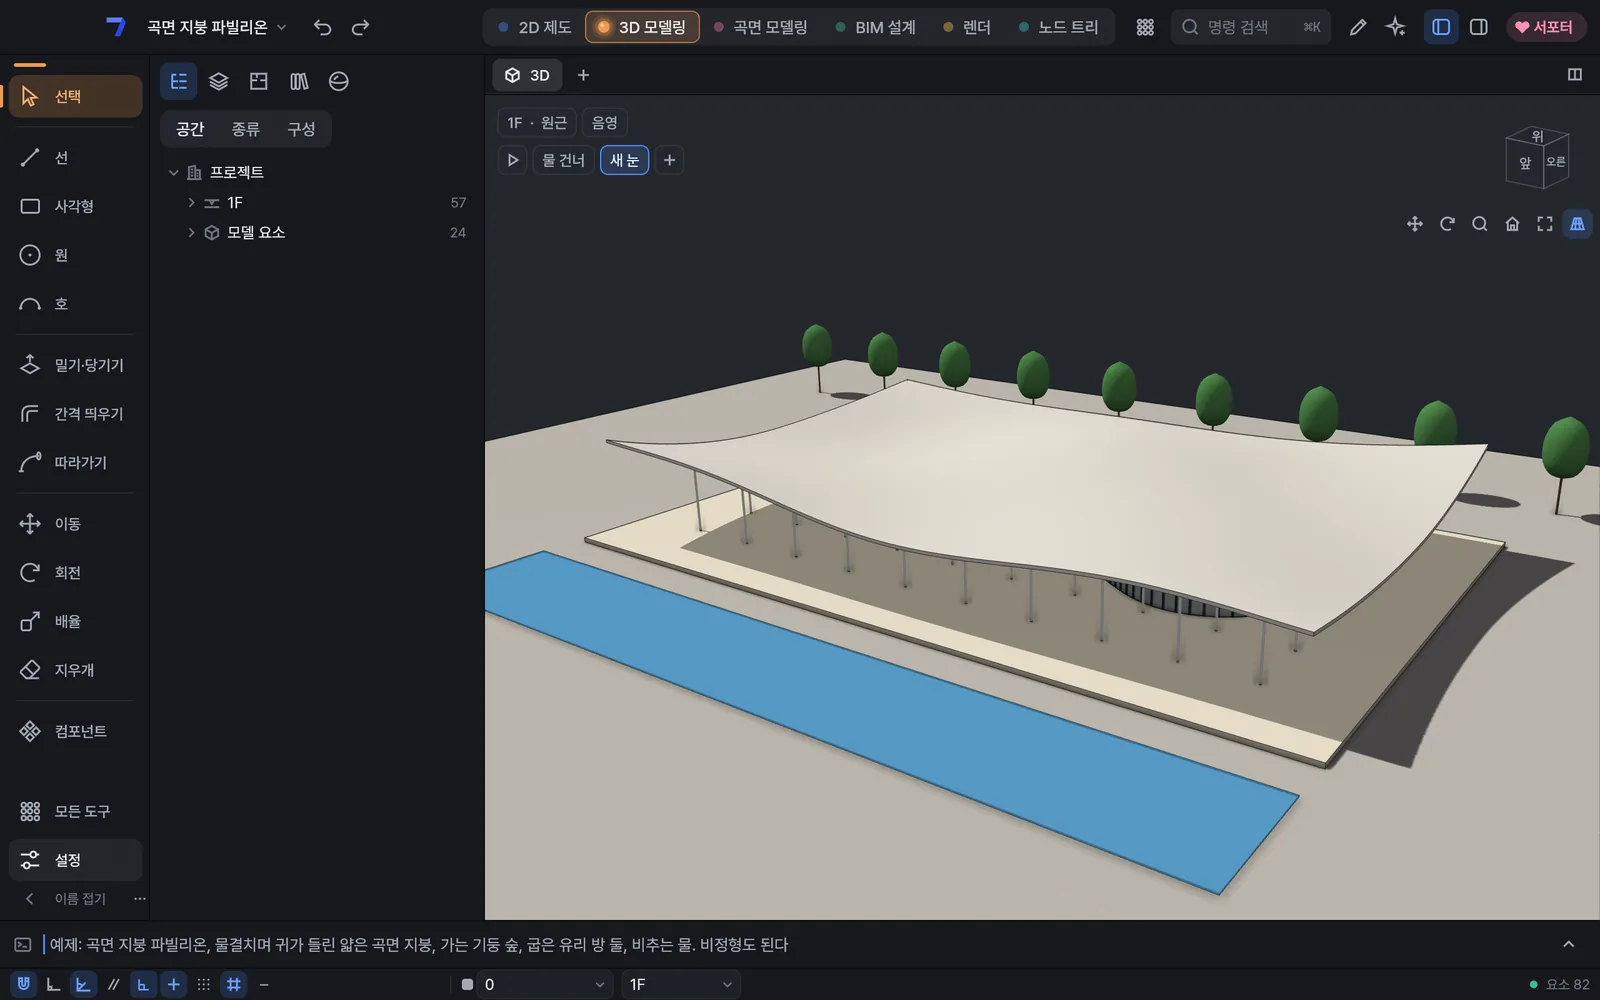 곡면 지붕 파빌리온
2D 제도
3D 모델링
곡면 모델링
BIM 설계
렌더
노드 트리
명령 검색
⌘K
서포터
선택
선
사각형
원
호
밀기·당기기
간격 띄우기
따라가기
이동
회전
배율
지우개
컴포넌트
모든 도구
설정
이름 접기
공간
종류
구성
프로젝트
1F
57
모델 요소
24
3D
1F · 원근
음영
물 건너
새 눈
위
앞
오른
예제: 곡면 지붕 파빌리온, 물결치며 귀가 들린 얇은 곡면 지붕, 가는 기둥 숲, 굽은 유리 방 둘, 비추는 물. 비정형도 된다
0
1F
요소 82